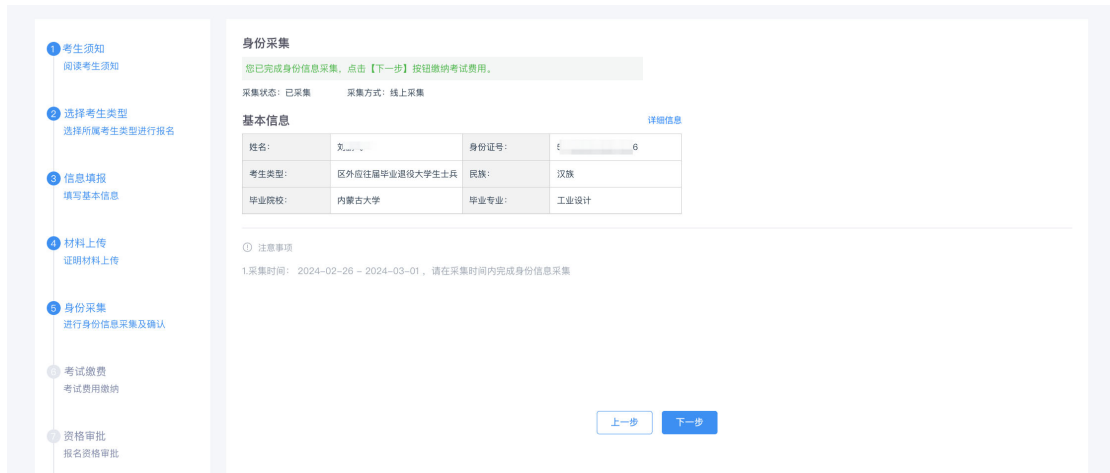 1 考生须知
阅读考生须知
2 选择考生类型
选择所属考生类型进行报名
3 信息填报
填写基本信息
4 材料上传
证明材料上传
5 身份采集
进行身份信息采集及确认
6 考试缴费
考试费用缴纳
7 资格审批
报名资格审批
身份采集
您已完成身份信息采集，点击【下一步】按钮缴纳考试费用。
采集状态：已采集 采集方式：线上采集
基本信息 详细信息
姓名： 身份证号： 6
考生类型： 区外应往届毕业退役大学生士兵 民族： 汉族
毕业院校： 内蒙古大学 毕业专业： 工业设计
注意事项
1.采集时间： 2024-02-26 - 2024-03-01 ，请在采集时间内完成身份信息采集
上一步 下一步